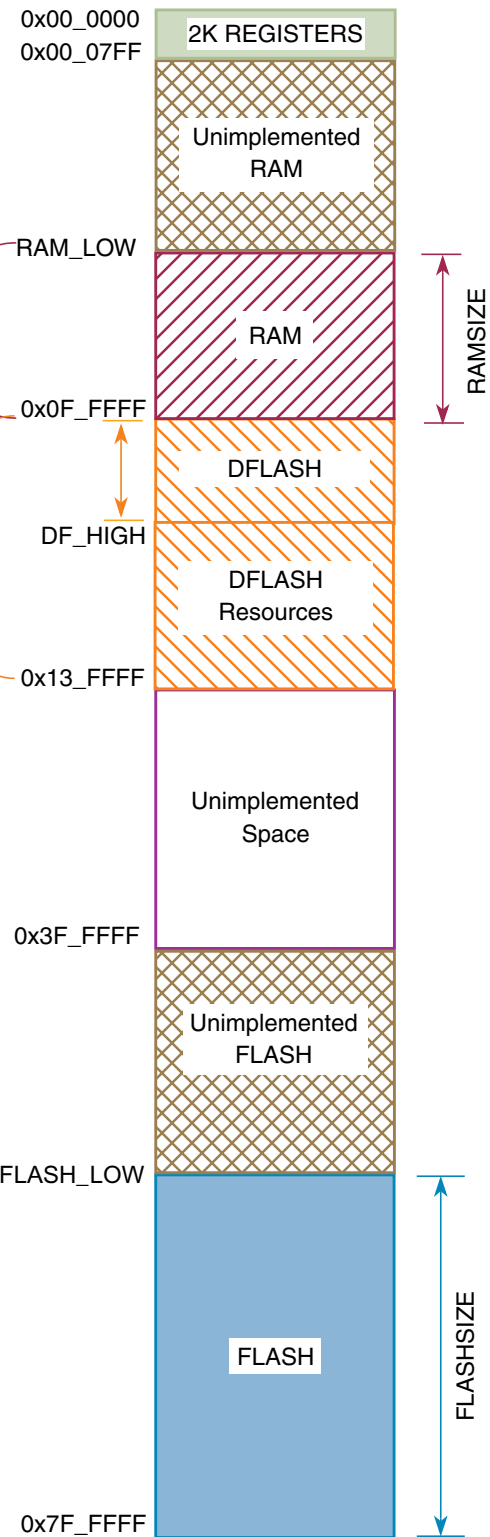 0x00_0000
2K REGISTERS
0x00_07FF
Unimplemented
RAM
RAM_LOW
RAM
RAMSIZE
0x0F_FFFF
DFLASH
DF_HIGH
DFLASH
Resources
0x13_FFFF
Unimplemented
Space
0x3F_FFFF
Unimplemented
FLASH
FLASH_LOW
FLASH
FLASHSIZE
0x7F_FFFF